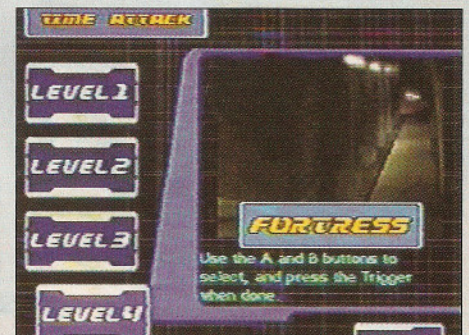 TIME ATTACK
LEVEL1
LEVEL2
LEVEL3
LEVEL4
FORTRESS
Use the A and B buttons to
select, and press the Trigger
when done.